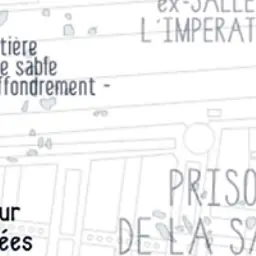 ex-SALLE
L'IMPERAT
tière
e sable
ffondrement -
PRISO
DE LA SA
ur
ées